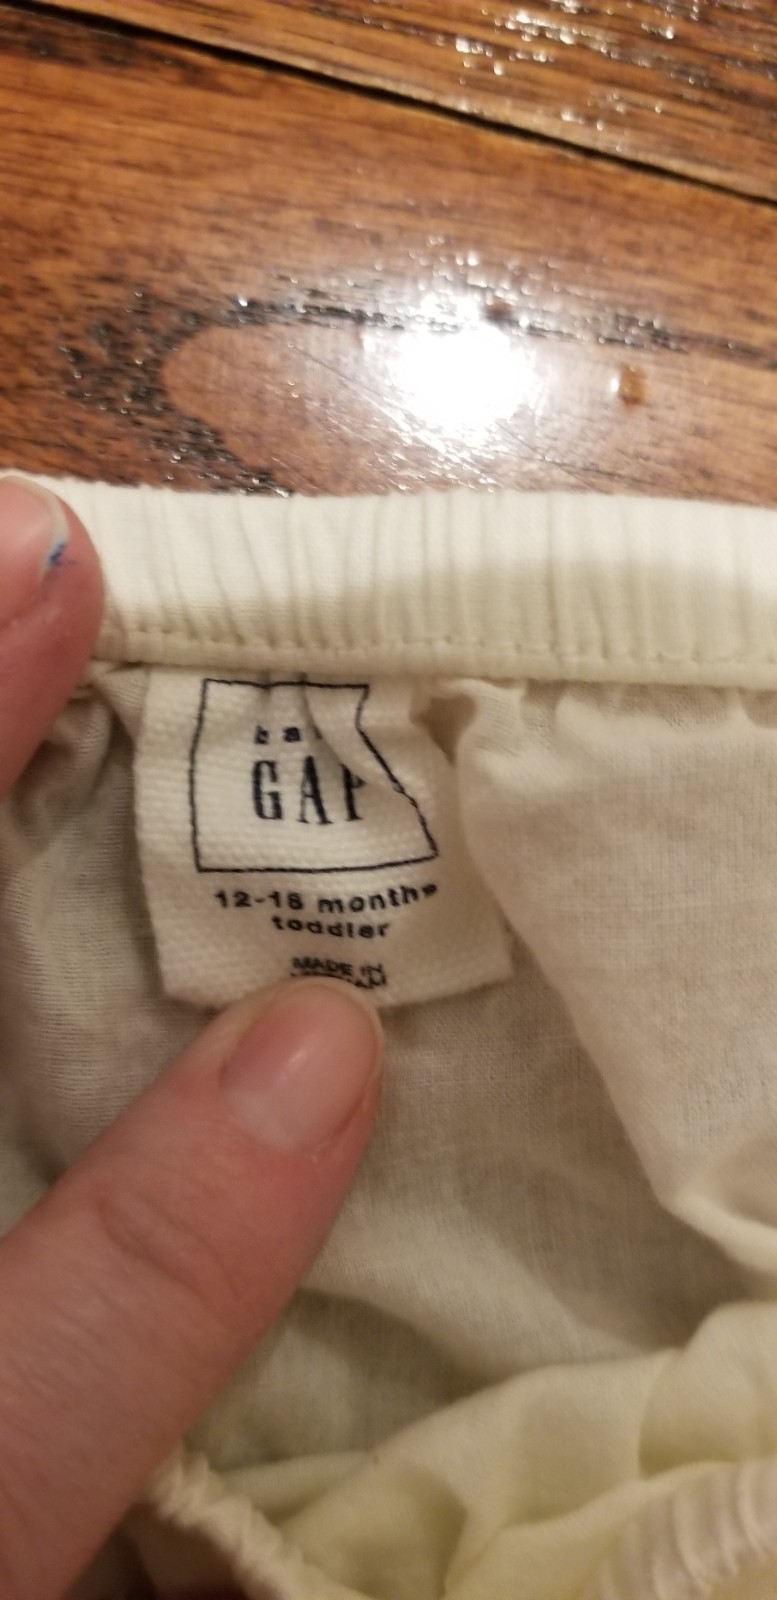 GAP
12-18 months
toddler
MADE IN